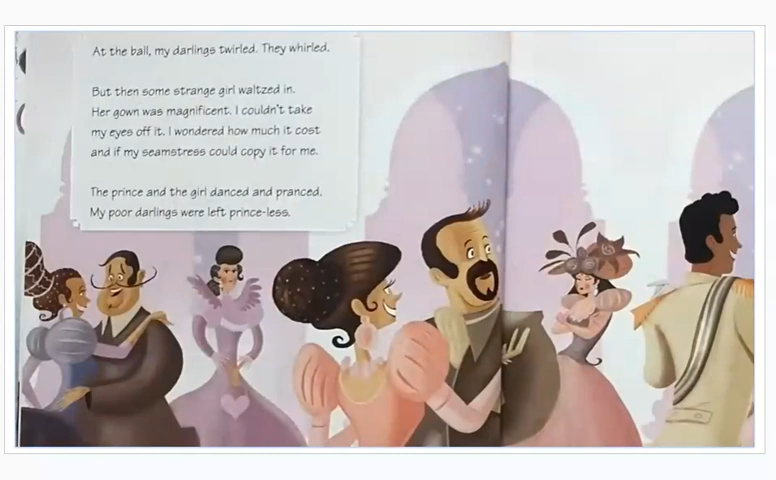 At the ball, my darlings twirled. They whirled.
But then some strange girl waltzed in.
Her gown was magnificent. I couldn't take
my eyes off it. I wondered how much it cost
and if my seamstress could copy it for me.
The prince and the girl danced and pranced.
My poor darlings were left prince-less.